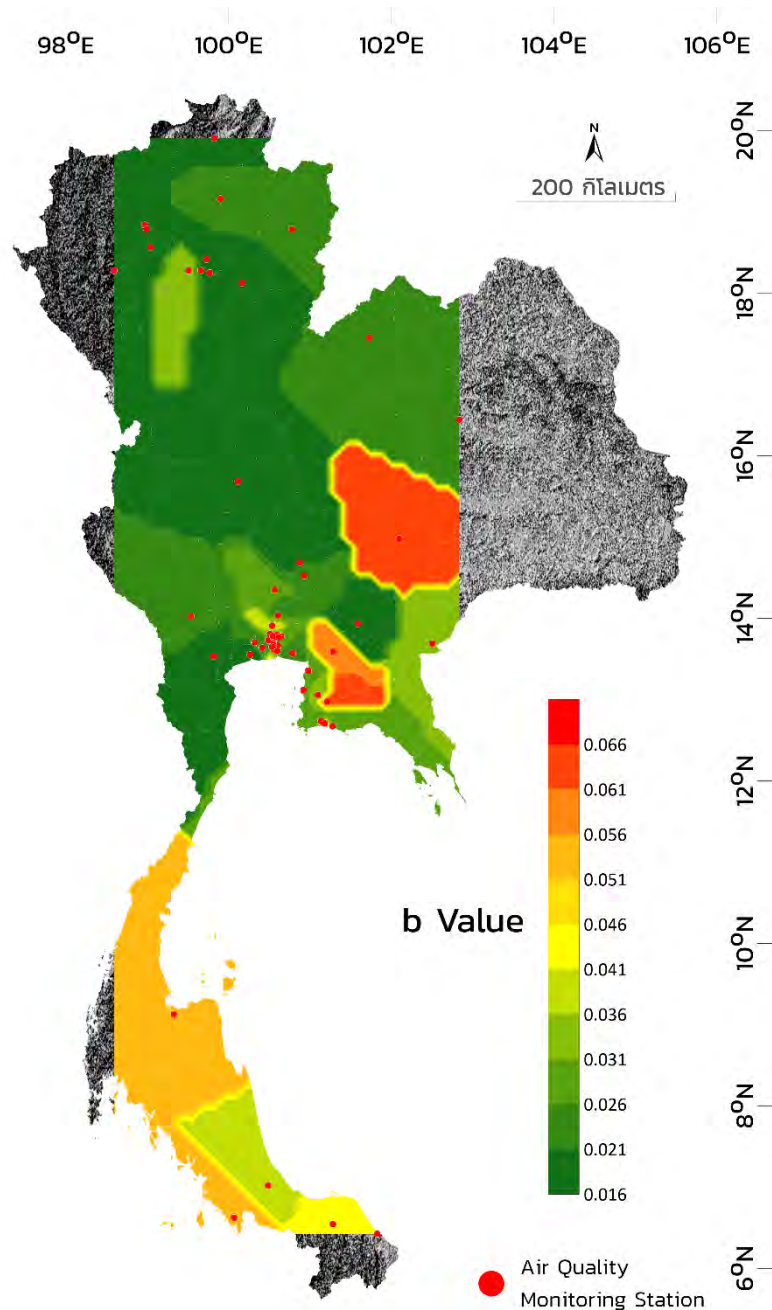 98°E 100°E 102°E 104°E 106°E
N
200 กิโลเมตร
20°N
18°N
16°N
14°N
12°N
10°N
8°N
6°N
b Value
0.066
0.061
0.056
0.051
0.046
0.041
0.036
0.031
0.026
0.021
0.016
Air Quality
Monitoring Station